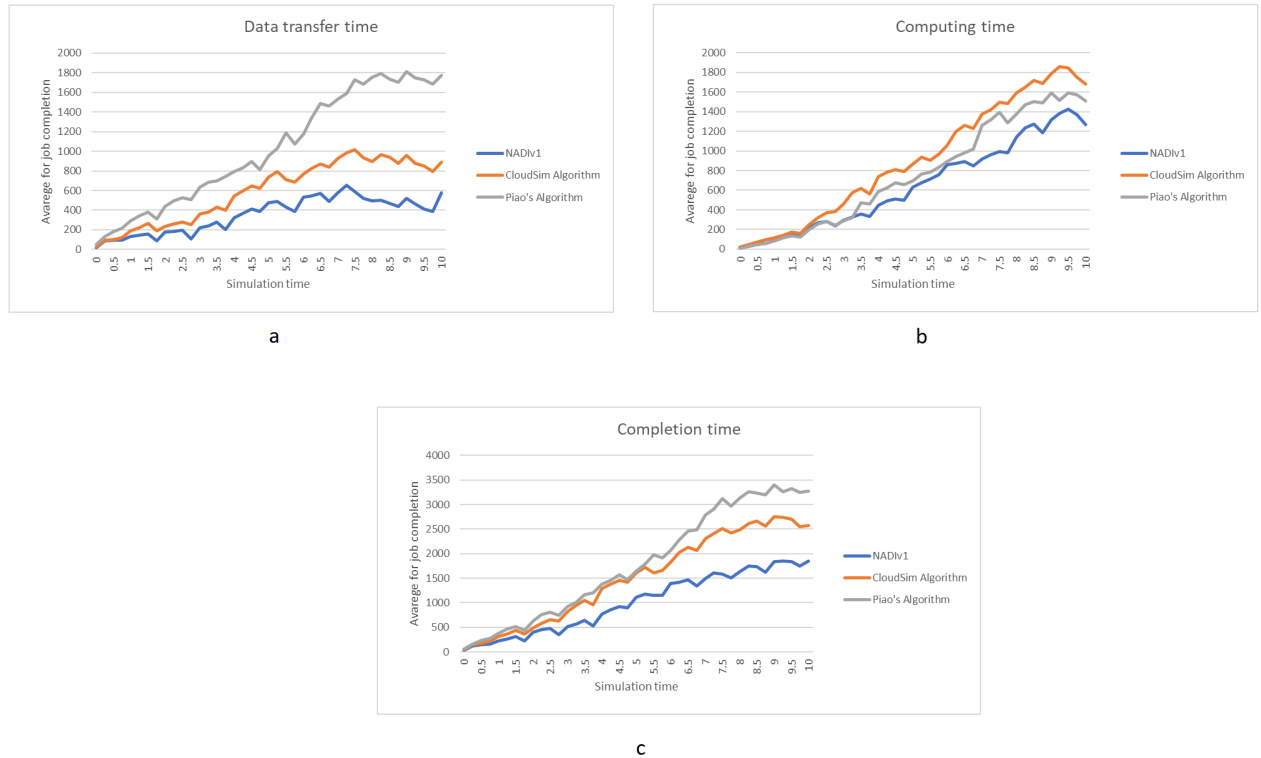 Data transfer time
Avarege for job completion
2000
1800
1600
1400
1200
1000
800
600
400
200
0
0 0.5 1 1.5 2 2.5 3 3.5 4 4.5 5 5.5 6 6.5 7 7.5 8 8.5 9 9.5 10
Simulation time
NADIv1
CloudSim Algorithm
Piao's Algorithm
a
Computing time
Avarege for job completion
2000
1800
1600
1400
1200
1000
800
600
400
200
0
0 0.5 1 1.5 2 2.5 3 3.5 4 4.5 5 5.5 6 6.5 7 7.5 8 8.5 9 9.5 10
Simulation time
NADIv1
CloudSim Algorithm
Piao's Algorithm
b
Completion time
Avarege for job completion
4000
3500
3000
2500
2000
1500
1000
500
0
0 0.5 1 1.5 2 2.5 3 3.5 4 4.5 5 5.5 6 6.5 7 7.5 8 8.5 9 9.5 10
Simulation time
NADIv1
CloudSim Algorithm
Piao's Algorithm
c